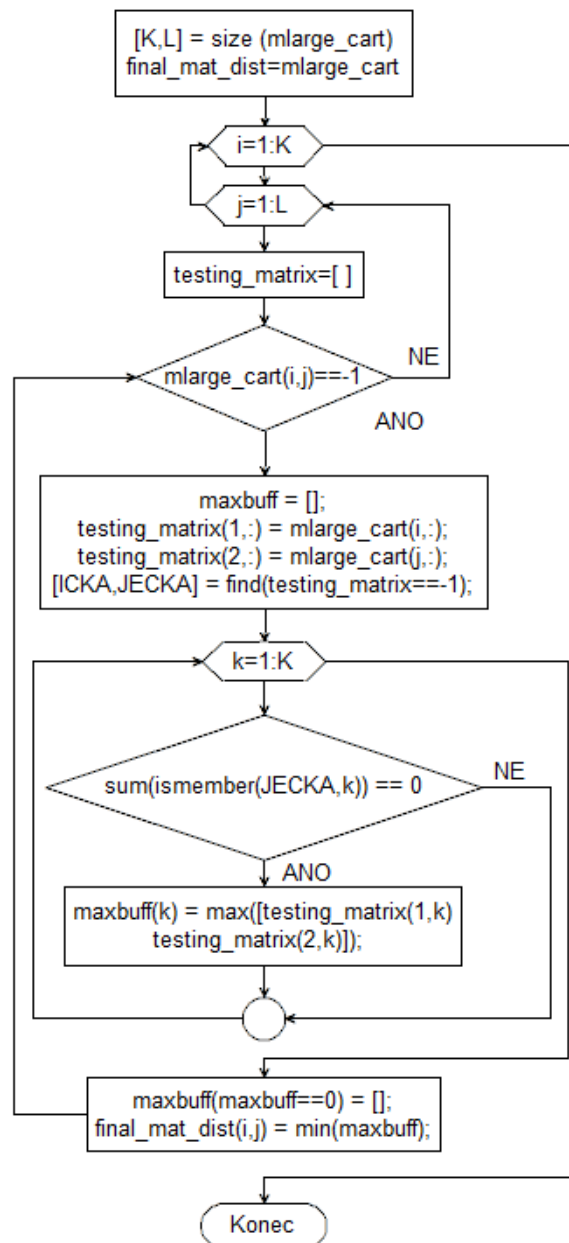 [K,L] = size (mlarge_cart)
final_mat_dist=mlarge_cart
i=1:K
j=1:L
testing_matrix=[ ]
NE
mlarge_cart(i,j)==-1
ANO
maxbuff = [];
testing_matrix(1,:) = mlarge_cart(i,:);
testing_matrix(2,:) = mlarge_cart(j,:);
[ICKA,JECKA] = find(testing_matrix==-1);
k=1:K
sum(ismember(JECKA,k)) == 0
NE
ANO
maxbuff(k) = max([testing_matrix(1,k)
testing_matrix(2,k)]);
maxbuff(maxbuff==0) = [];
final_mat_dist(i,j) = min(maxbuff);
Konec